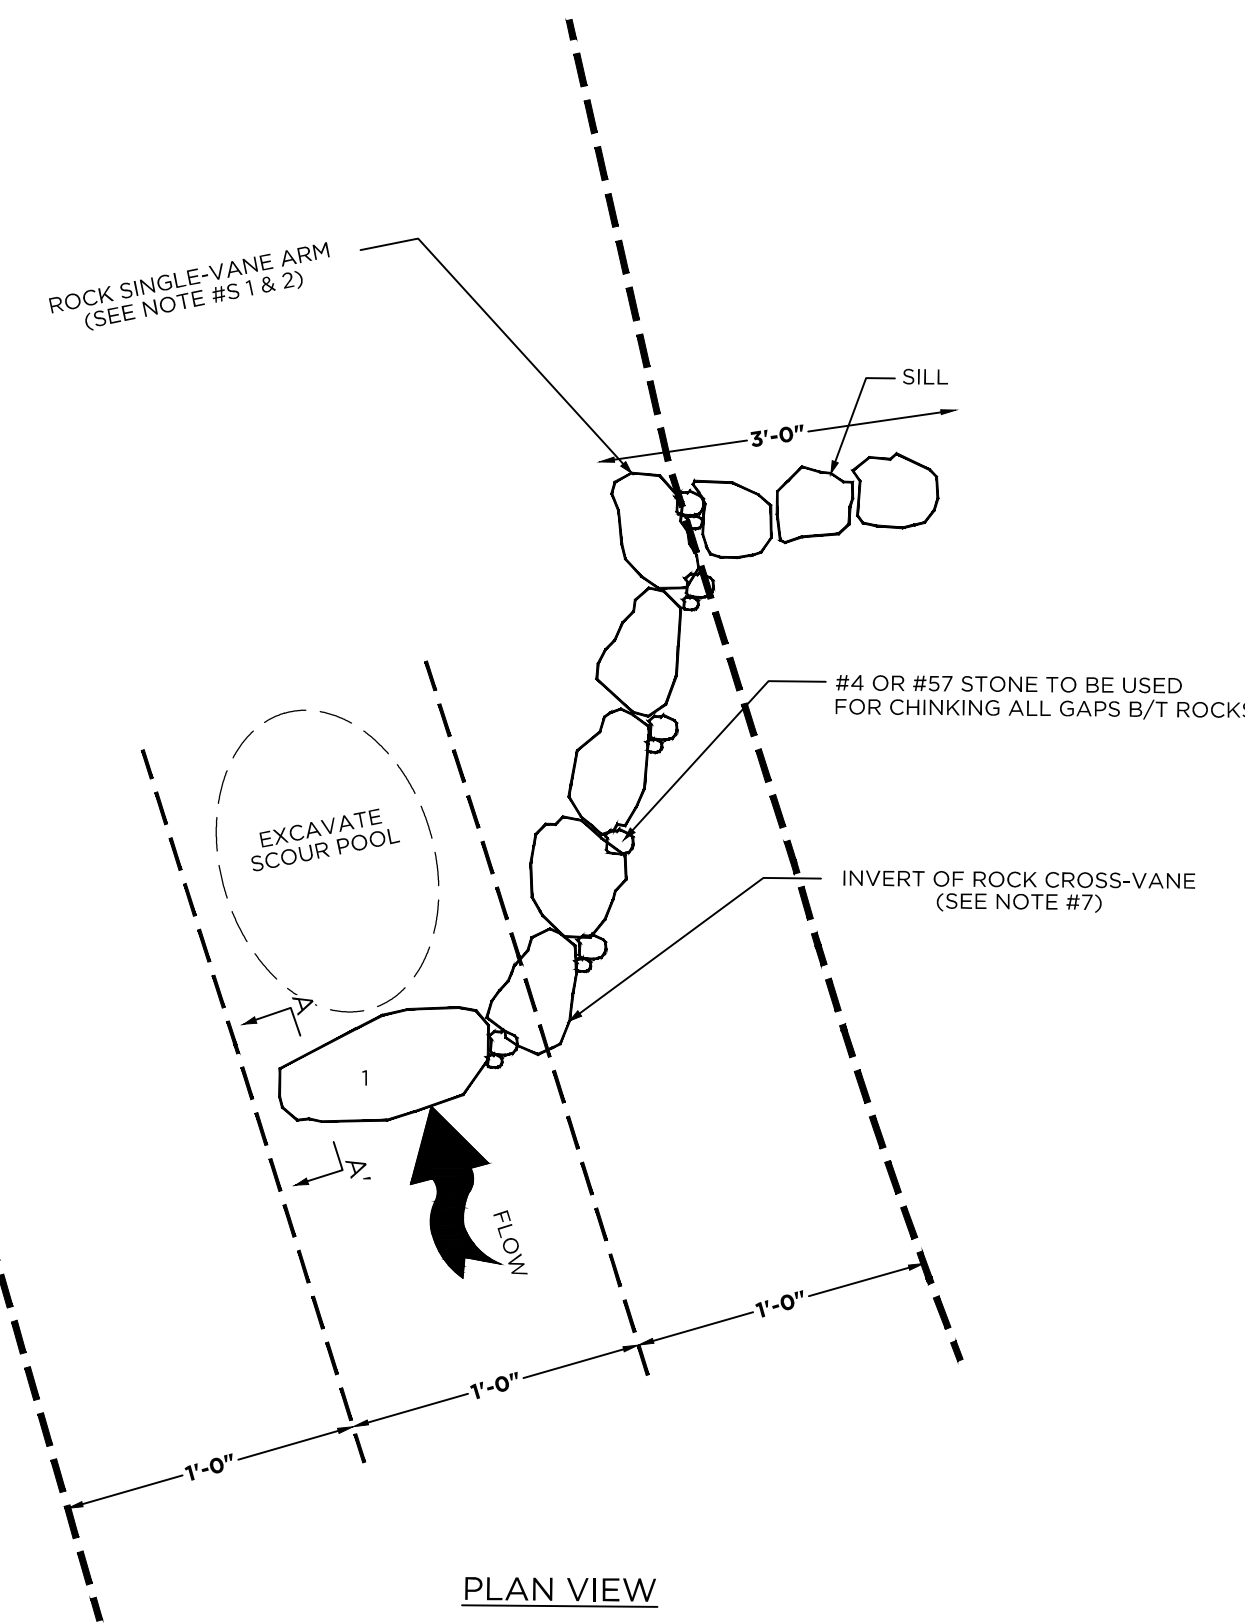 ROCK SINGLE-VANE ARM
(SEE NOTE #S 1 & 2)
SILL
3'-0"
#4 OR #57 STONE TO BE USED
FOR CHINKING ALL GAPS B/T ROCKS
EXCAVATE
SCOUR POOL
INVERT OF ROCK CROSS-VANE
(SEE NOTE #7)
A
1
A'
FLOW
1'-0"
1'-0"
1'-0"
PLAN VIEW